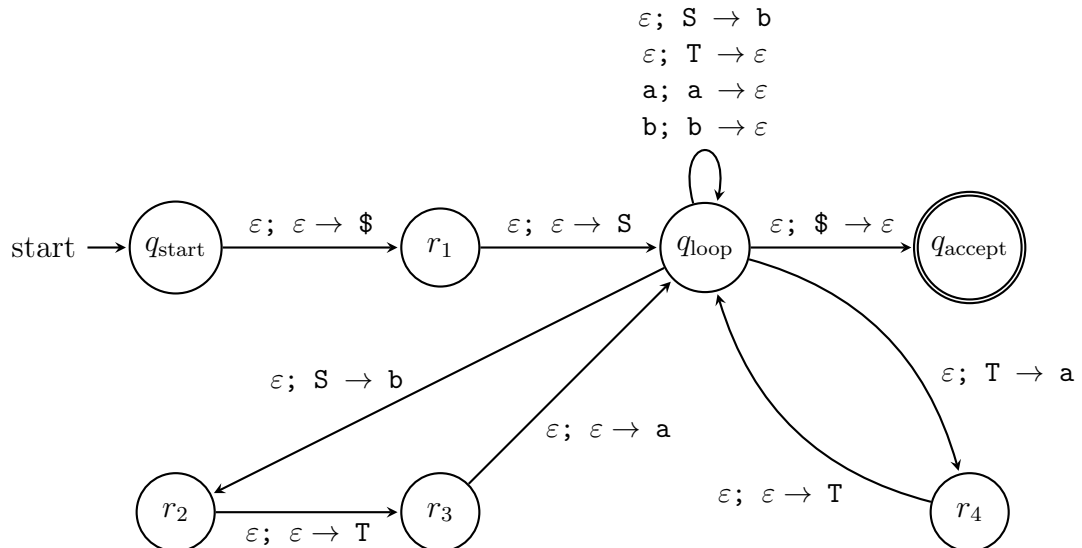 ε; S → b
ε; T → ε
a; a → ε
b; b → ε
start
q_start
ε; ε → $
r_1
ε; ε → S
q_loop
ε; $ → ε
q_accept
ε; S → b
ε; T → a
ε; ε → a
ε; ε → T
r_2
ε; ε → T
r_3
r_4